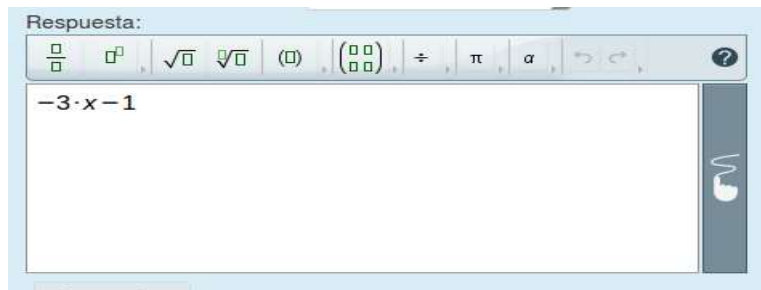 Respuesta:
(□) ÷ π α ?
−3·x−1